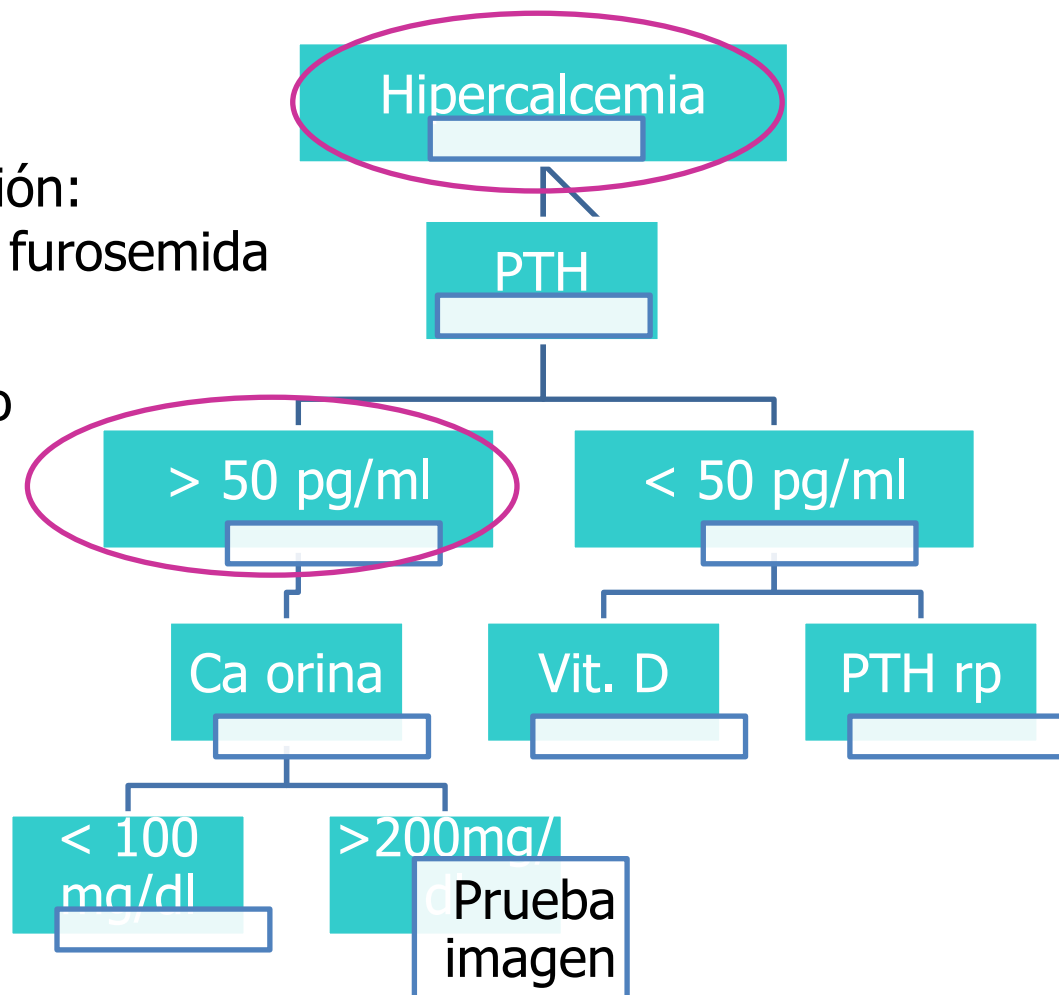 Hipercalcemia
ión:
furosemida
PTH
o
> 50 pg/ml
< 50 pg/ml
Ca orina
Vit. D
PTH rp
< 100
mg/dl
>200mg/
dl
Prueba
imagen